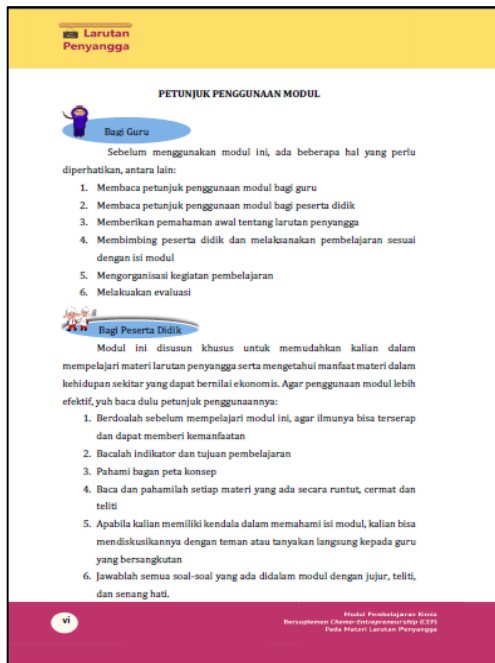 Larutan
Penyangga
PETUNJUK PENGGUNAAN MODUL
Bagi Guru
Sebelum menggunakan modul ini, ada beberapa hal yang perlu
diperhatikan, antara lain:
1. Membaca petunjuk penggunaan modul bagi guru
2. Membaca petunjuk penggunaan modul bagi peserta didik
3. Memberikan pemahaman awal tentang larutan penyangga
4. Membimbing peserta didik dan melaksanakan pembelajaran sesuai
dengan isi modul
5. Mengorganisasi kegiatan pembelajaran
6. Melakuakan evaluasi
Bagi Peserta Didik
Modul ini disusun khusus untuk memudahkan kalian dalam
mempelajari materi larutan penyangga serta mengetahui manfaat materi dalam
kehidupan sekitar yang dapat bernilai ekonomis. Agar penggunaan modul lebih
efektif, yuh baca dulu petunjuk penggunaannya:
1. Berdoalah sebelum mempelajari modul ini, agar ilmunya bisa terserap
dan dapat memberi kemanfaatan
2. Bacalah indikator dan tujuan pembelajaran
3. Pahami bagan peta konsep
4. Baca dan pahamilah setiap materi yang ada secara runtut, cermat dan
teliti
5. Apabila kalian memiliki kendala dalam memahami isi modul, kalian bisa
mendiskusikannya dengan teman atau tanyakan langsung kepada guru
yang bersangkutan
6. Jawablah semua soal-soal yang ada didalam modul dengan jujur, teliti,
dan senang hati.
vi
Modul Pembelajaran Kimia
Bersuplemen Chemo-Entrepreneurship (CEP)
Pada Materi Larutan Penyangga